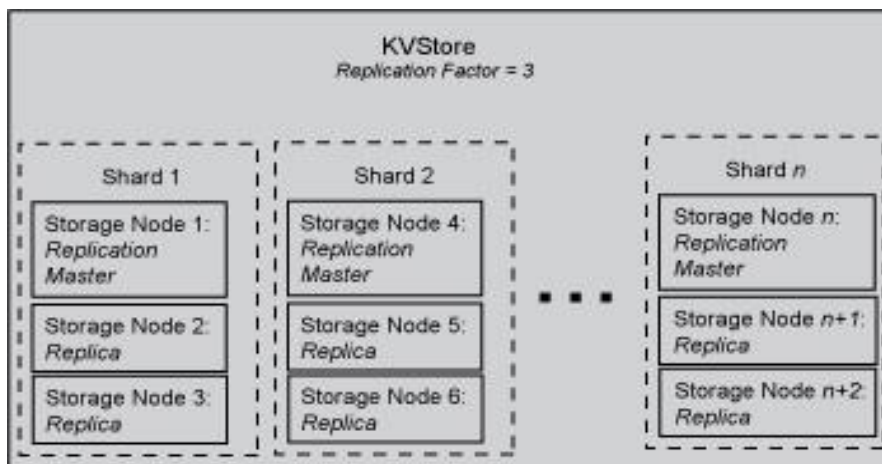 KVStore
Replication Factor = 3
Shard 1
Storage Node 1:
Replication
Master
Storage Node 2:
Replica
Storage Node 3:
Replica
Shard 2
Storage Node 4:
Replication
Master
Storage Node 5:
Replica
Storage Node 6:
Replica
Shard n
Storage Node n:
Replication
Master
Storage Node n+1:
Replica
Storage Node n+2:
Replica